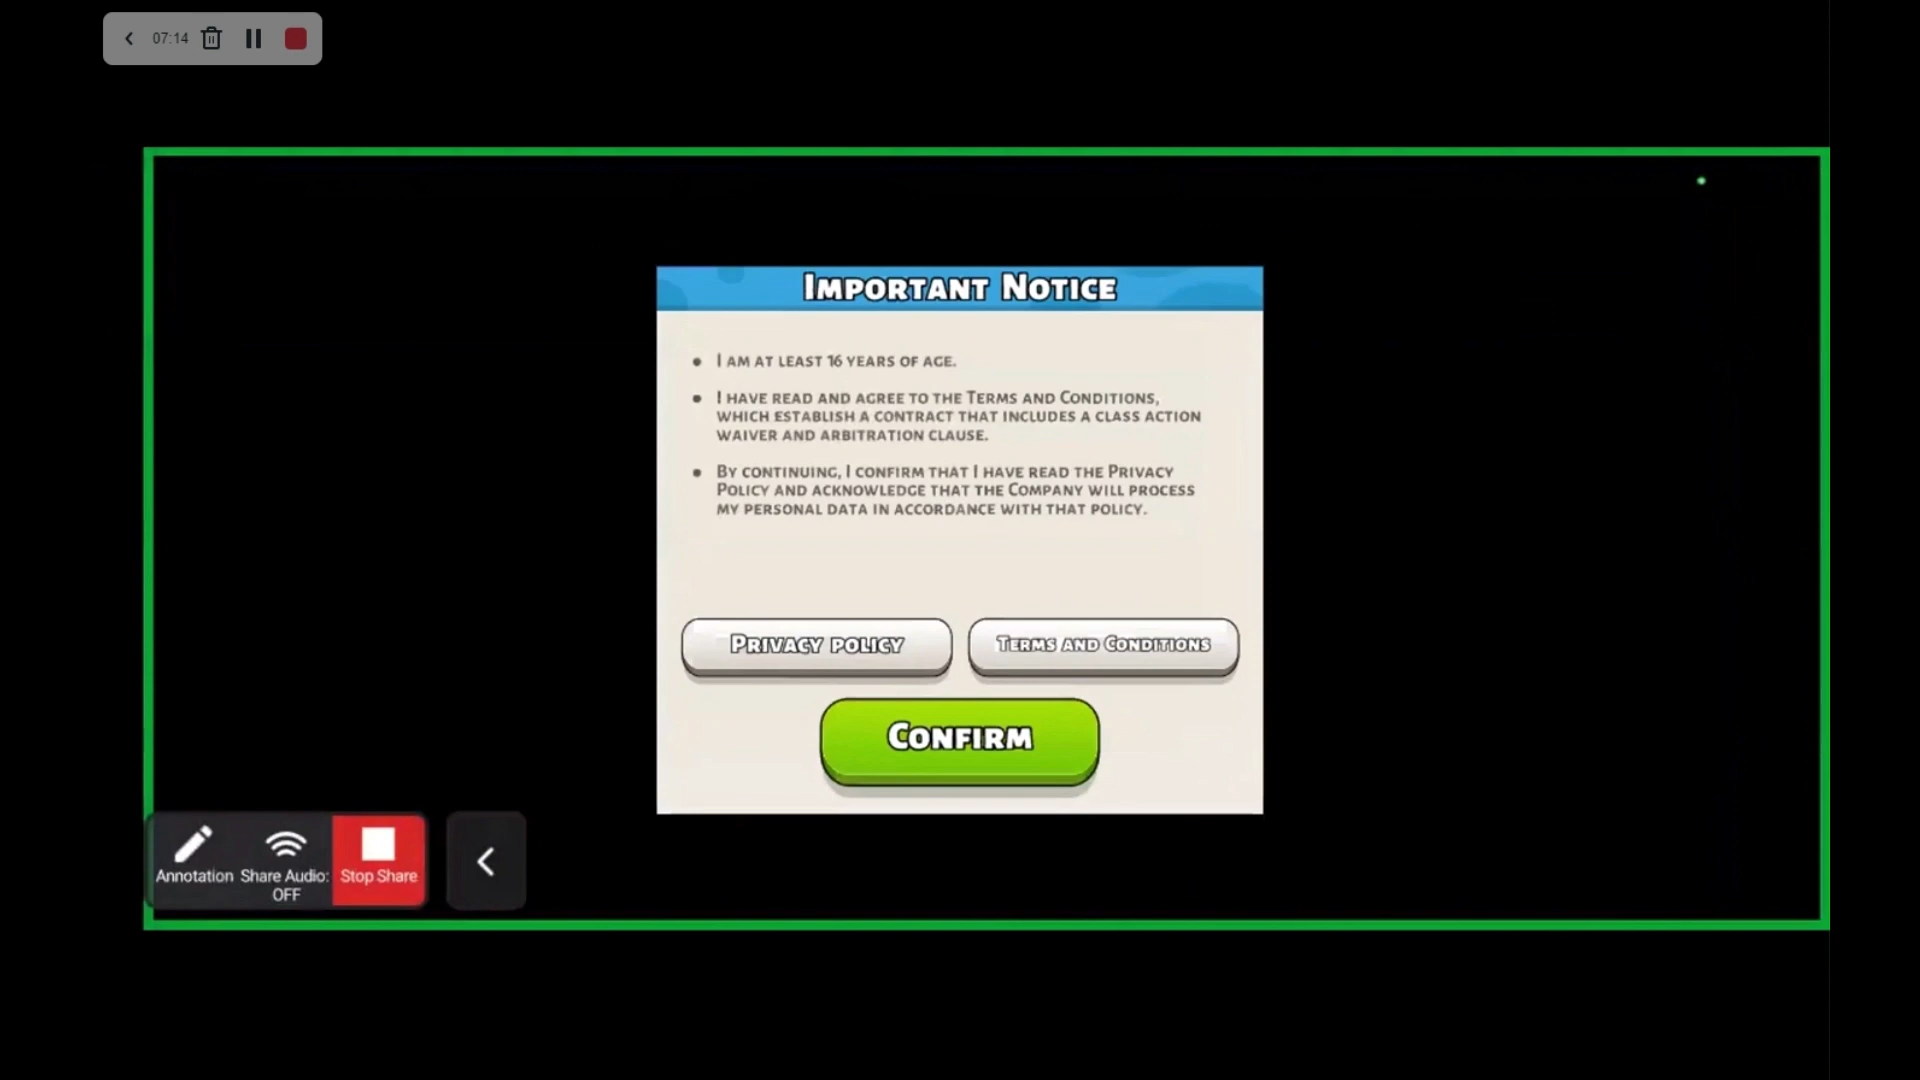 07:14
IMPORTANT NOTICE
• I AM AT LEAST 16 YEARS OF AGE.
• I HAVE READ AND AGREE TO THE TERMS AND CONDITIONS,
WHICH ESTABLISH A CONTRACT THAT INCLUDES A CLASS ACTION
WAIVER AND ARBITRATION CLAUSE.
• BY CONTINUING, I CONFIRM THAT I HAVE READ THE PRIVACY
POLICY AND ACKNOWLEDGE THAT THE COMPANY WILL PROCESS
MY PERSONAL DATA IN ACCORDANCE WITH THAT POLICY.
PRIVACY POLICY
TERMS AND CONDITIONS
CONFIRM
Annotation
Share Audio:
OFF
Stop Share